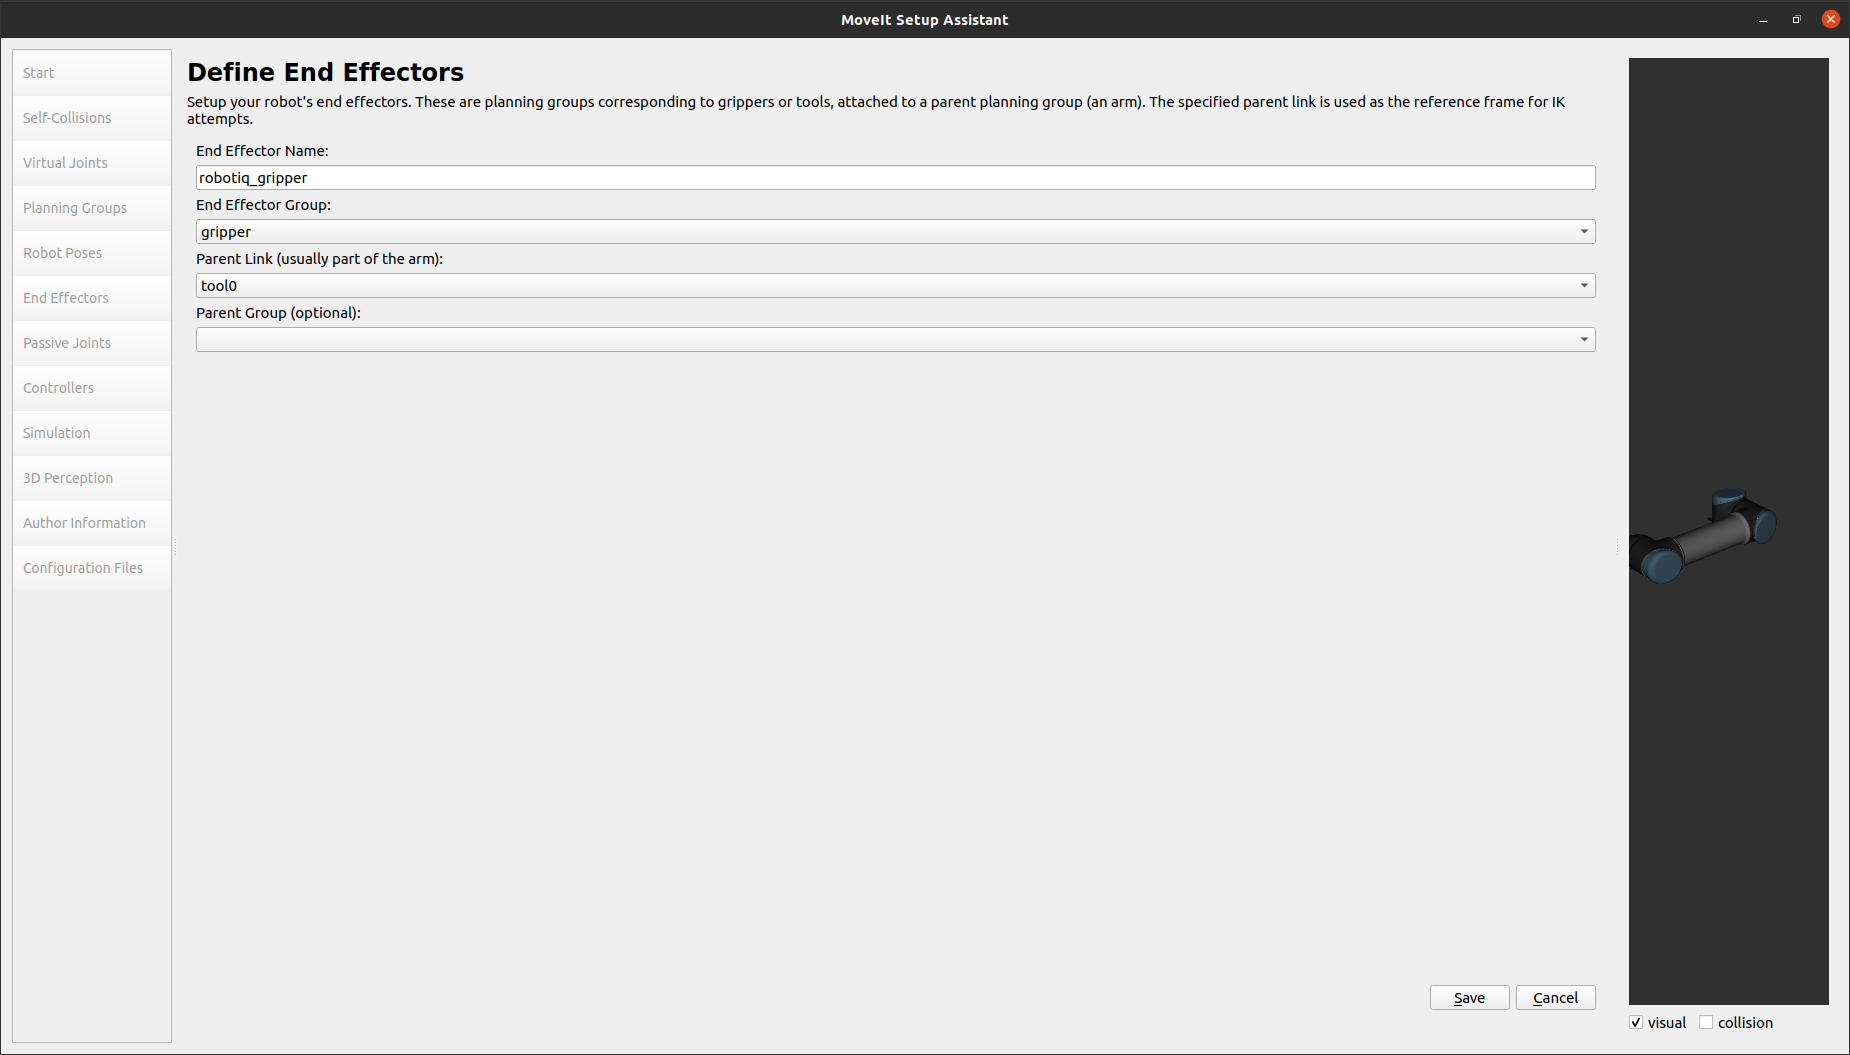 MoveIt Setup Assistant
Start
Self-Collisions
Virtual Joints
Planning Groups
Robot Poses
End Effectors
Passive Joints
Controllers
Simulation
3D Perception
Author Information
Configuration Files
Define End Effectors
Setup your robot's end effectors. These are planning groups corresponding to grippers or tools, attached to a parent planning group (an arm). The specified parent link is used as the reference frame for IK
attempts.
End Effector Name:
robotiq_gripper
End Effector Group:
gripper
Parent Link (usually part of the arm):
tool0
Parent Group (optional):
Save
Cancel
visual
collision